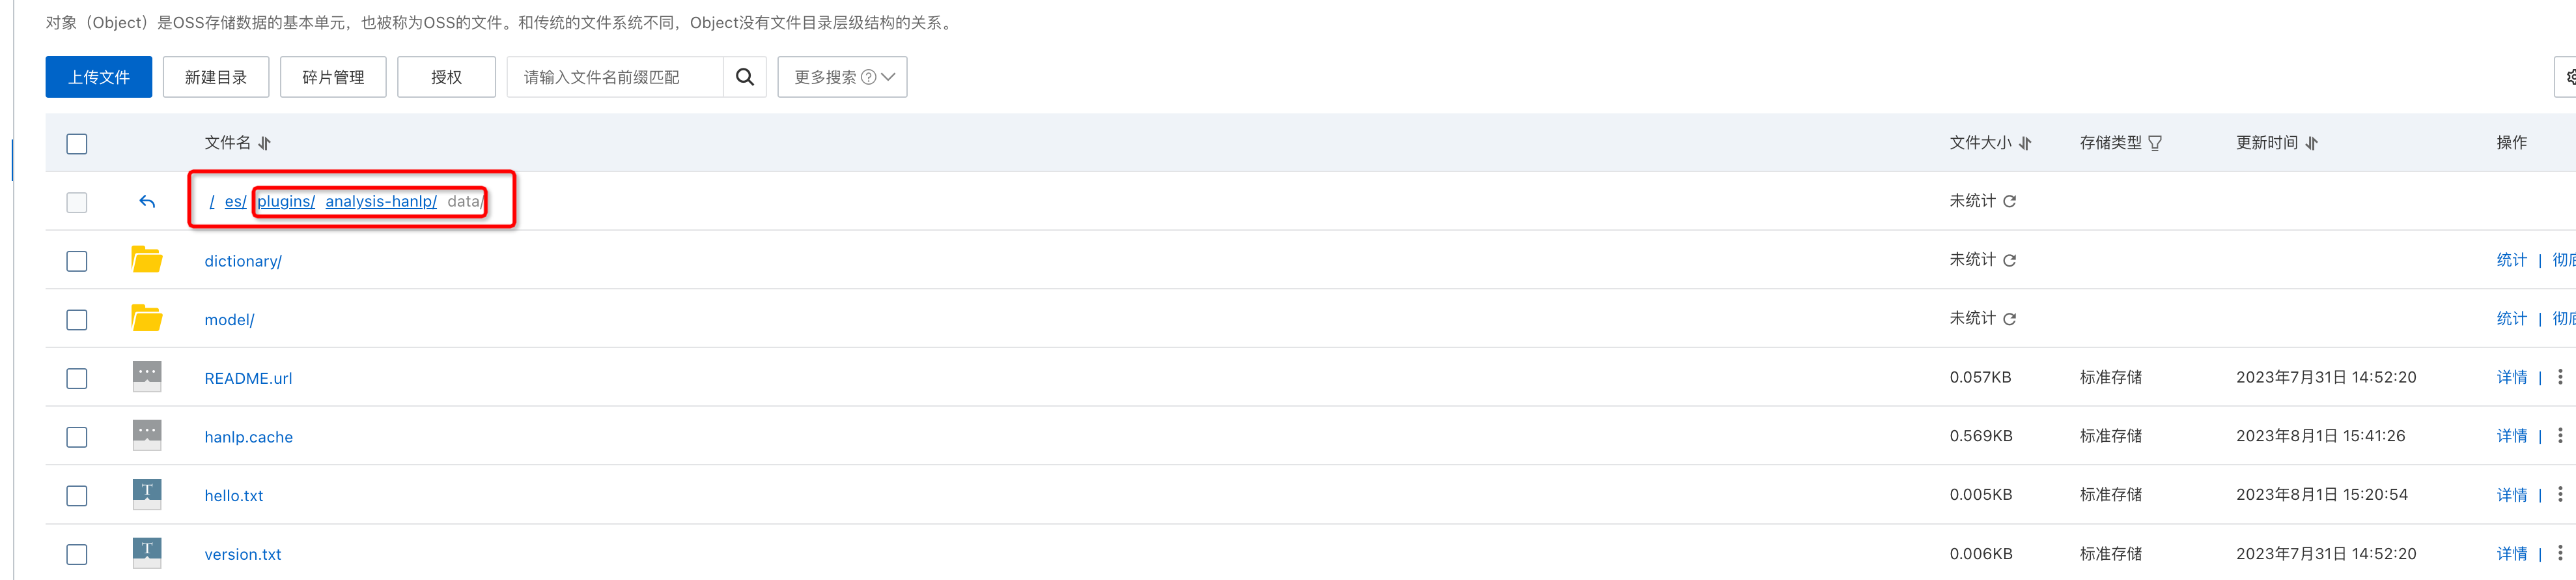 对象（Object）是OSS存储数据的基本单元，也被称为OSS的文件。和传统的文件系统不同，Object没有文件目录层级结构的关系。
上传文件 新建目录 碎片管理 授权 请输入文件名前缀匹配 更多搜索
文件名 文件大小 存储类型 更新时间 操作
/ es/ plugins/ analysis-hanlp/ data/ 未统计
dictionary/ 未统计 统计 | 彻
model/ 未统计 统计 | 彻
README.url 0.057KB 标准存储 2023年7月31日 14:52:20 详情 |
hanlp.cache 0.569KB 标准存储 2023年8月1日 15:41:26 详情 |
hello.txt 0.005KB 标准存储 2023年8月1日 15:20:54 详情 |
version.txt 0.006KB 标准存储 2023年7月31日 14:52:20 详情 |